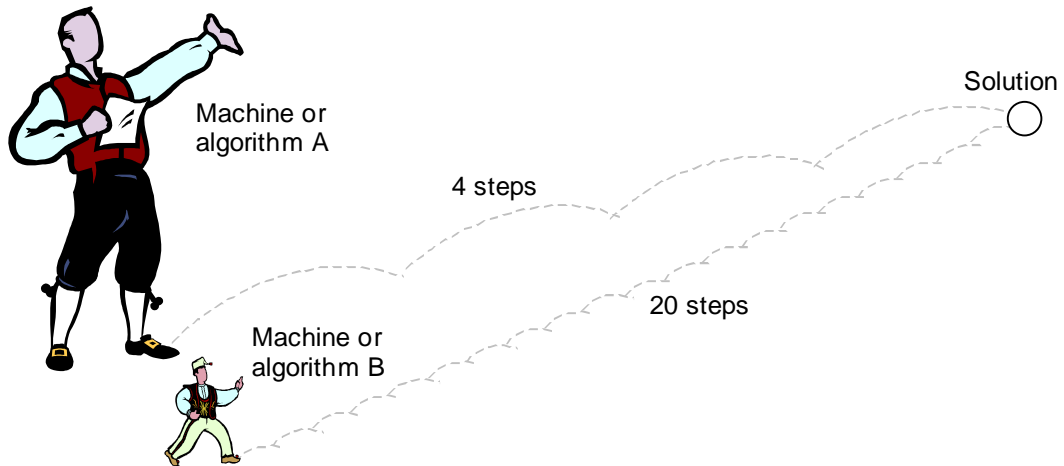 Solution
Machine or
algorithm A
4 steps
20 steps
Machine or
algorithm B